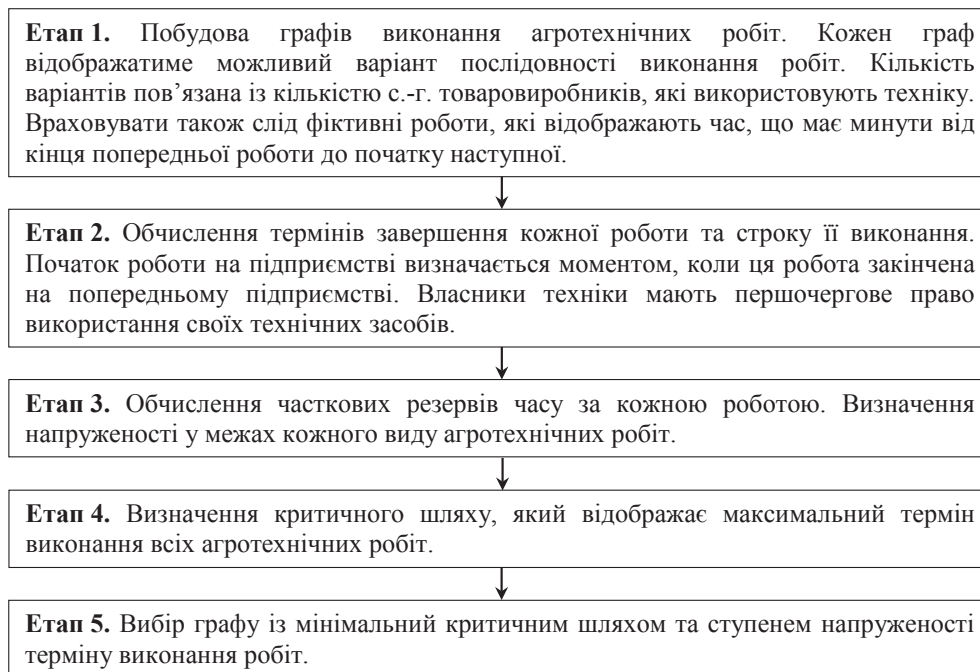 Етап 1. Побудова графів виконання агротехнічних робіт. Кожен граф
відображатиме можливий варіант послідовності виконання робіт. Кількість
варіантів пов’язана із кількістю с.-г. товаровиробників, які використовують техніку.
Враховувати також слід фіктивні роботи, які відображають час, що має минути від
кінця попередньої роботи до початку наступної.
Етап 2. Обчислення термінів завершення кожної роботи та строку її виконання.
Початок роботи на підприємстві визначається моментом, коли ця робота закінчена
на попередньому підприємстві. Власники техніки мають першочергове право
використання своїх технічних засобів.
Етап 3. Обчислення часткових резервів часу за кожною роботою. Визначення
напруженості у межах кожного виду агротехнічних робіт.
Етап 4. Визначення критичного шляху, який відображає максимальний термін
виконання всіх агротехнічних робіт.
Етап 5. Вибір графу із мінімальний критичним шляхом та ступенем напруженості
терміну виконання робіт.